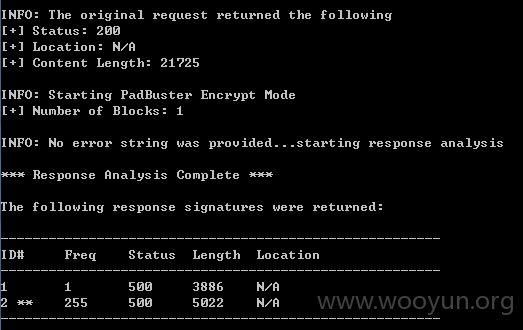 INFO: The original request returned the following
[+] Status: 200
[+] Location: N/A
[+] Content Length: 21725
INFO: Starting PadBuster Encrypt Mode
[+] Number of Blocks: 1
INFO: No error string was provided...starting response analysis
*** Response Analysis Complete ***
The following response signatures were returned:
-------------------------------------------------------
ID# Freq Status Length Location
-------------------------------------------------------
1 1 500 3886 N/A
2 ** 255 500 5022 N/A
-------------------------------------------------------
www.wooyun.org